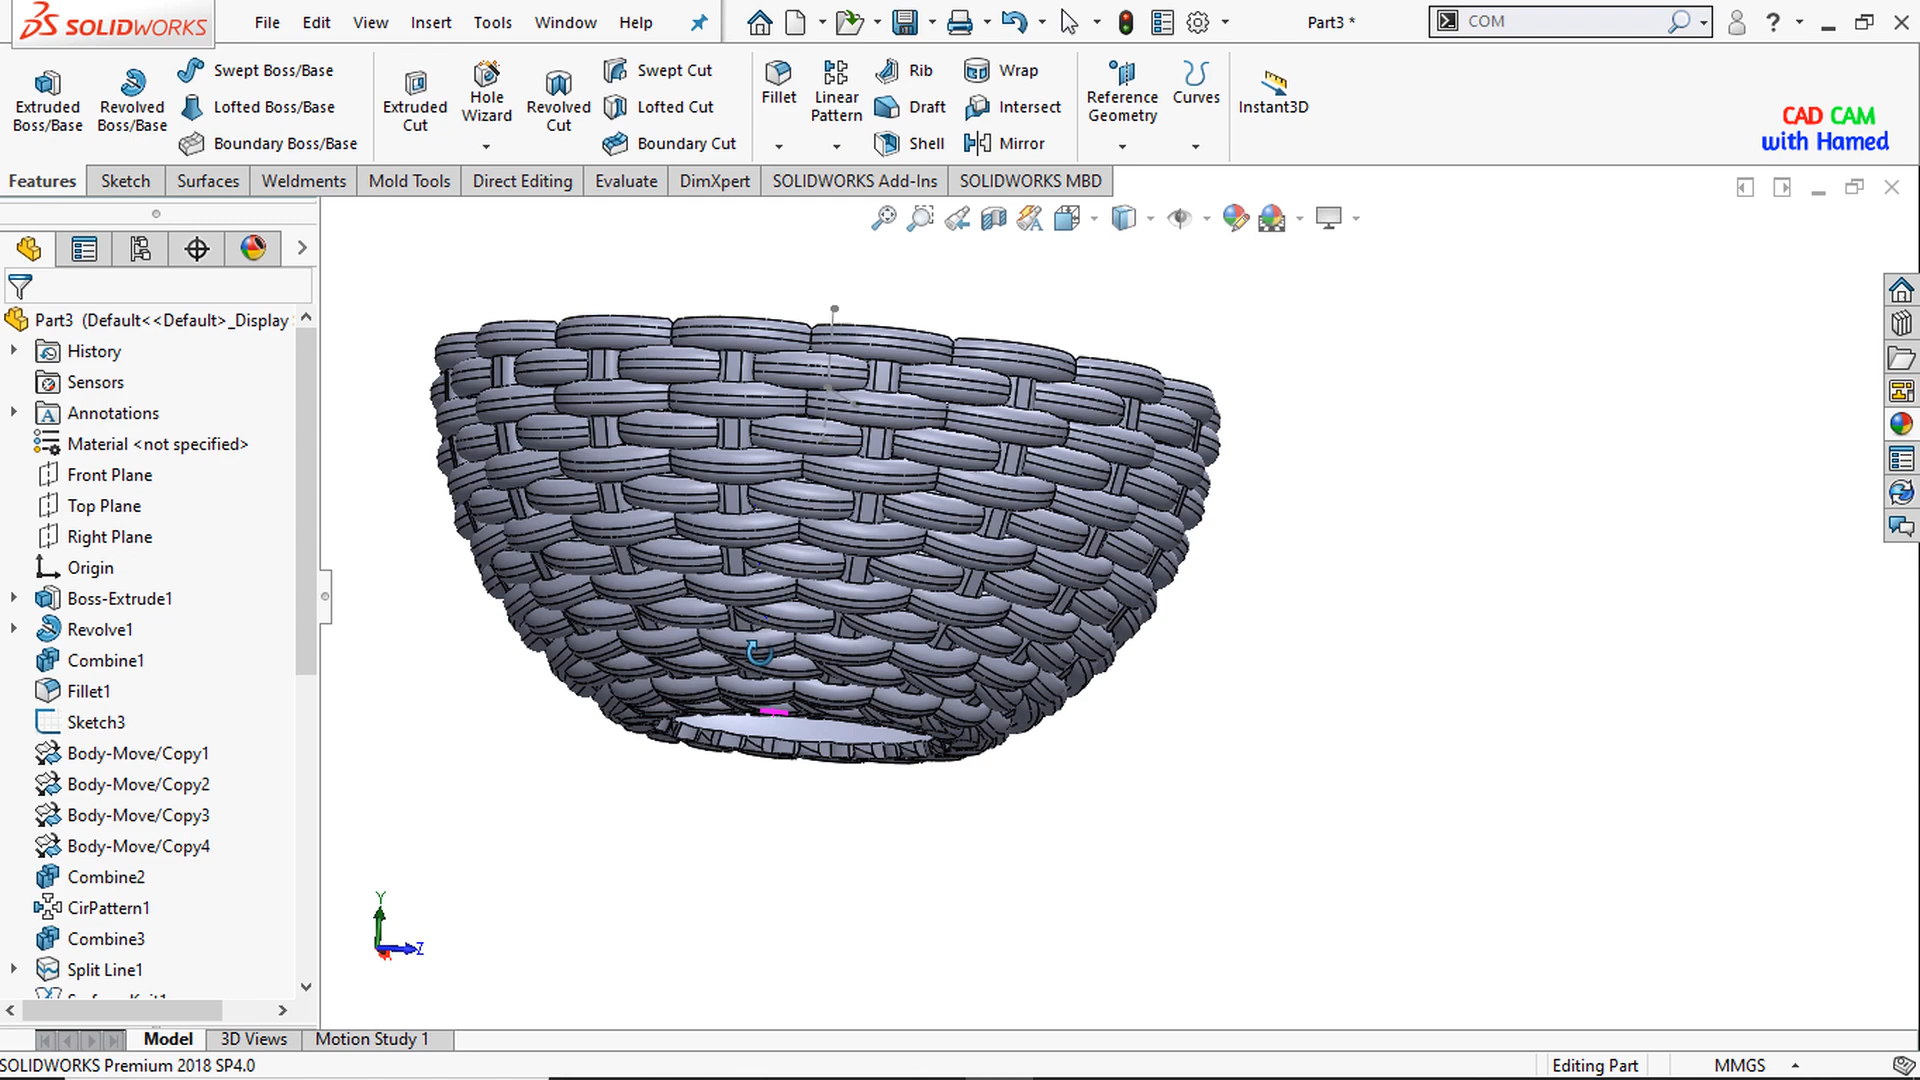 SOLIDWORKS File Edit View Insert Tools Window Help Part3 * COM ?
Extruded Boss/Base
Revolved Boss/Base
Swept Boss/Base
Lofted Boss/Base
Boundary Boss/Base
Extruded Cut
Hole Wizard
Revolved Cut
Swept Cut
Lofted Cut
Boundary Cut
Fillet
Linear Pattern
Rib
Draft
Shell
Wrap
Intersect
Mirror
Reference Geometry
Curves
Instant3D
CAD CAM
with Hamed
Features Sketch Surfaces Weldments Mold Tools Direct Editing Evaluate DimXpert SOLIDWORKS Add-Ins SOLIDWORKS MBD
Part3 (Default<<Default>_Display
History
Sensors
Annotations
Material <not specified>
Front Plane
Top Plane
Right Plane
Origin
Boss-Extrude1
Revolve1
Combine1
Fillet1
Sketch3
Body-Move/Copy1
Body-Move/Copy2
Body-Move/Copy3
Body-Move/Copy4
Combine2
CirPattern1
Combine3
Split Line1
Y
Z
Model 3D Views Motion Study 1
SOLIDWORKS Premium 2018 SP4.0 Editing Part MMGS